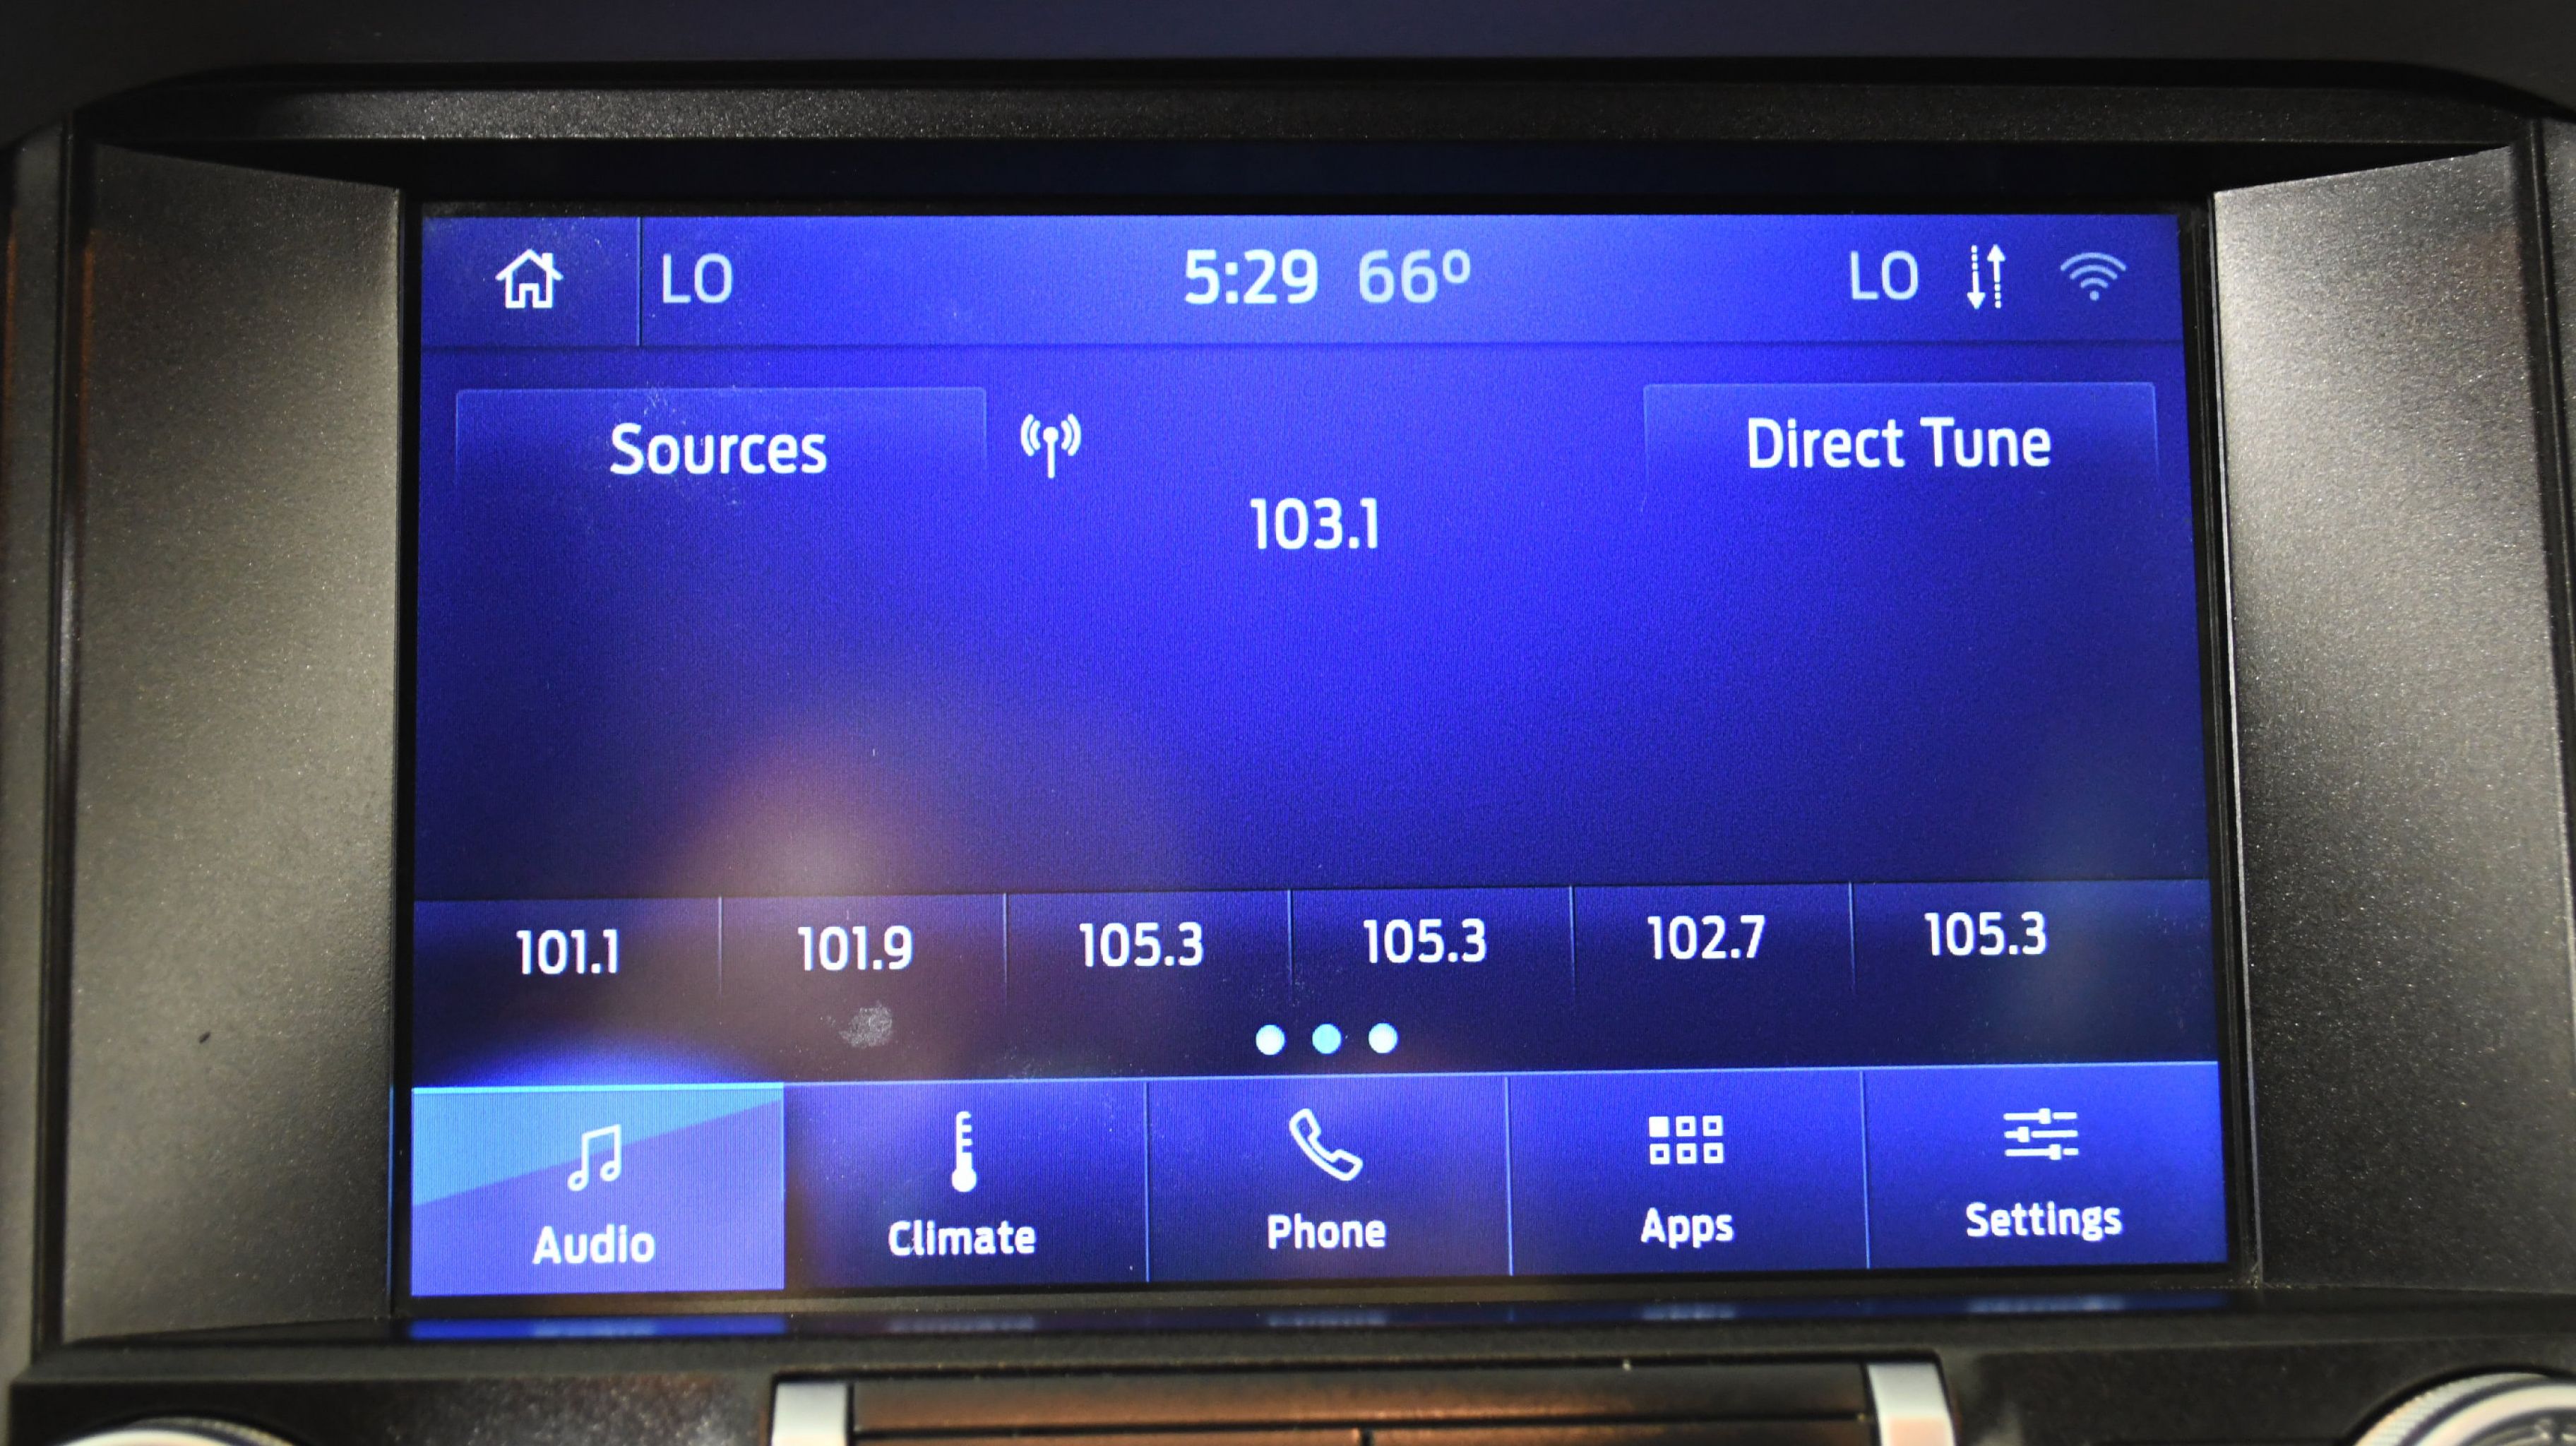 LO 5:29 66º LO
Sources Direct Tune
103.1
101.1 101.9 105.3 105.3 102.7 105.3
Audio Climate Phone Apps Settings